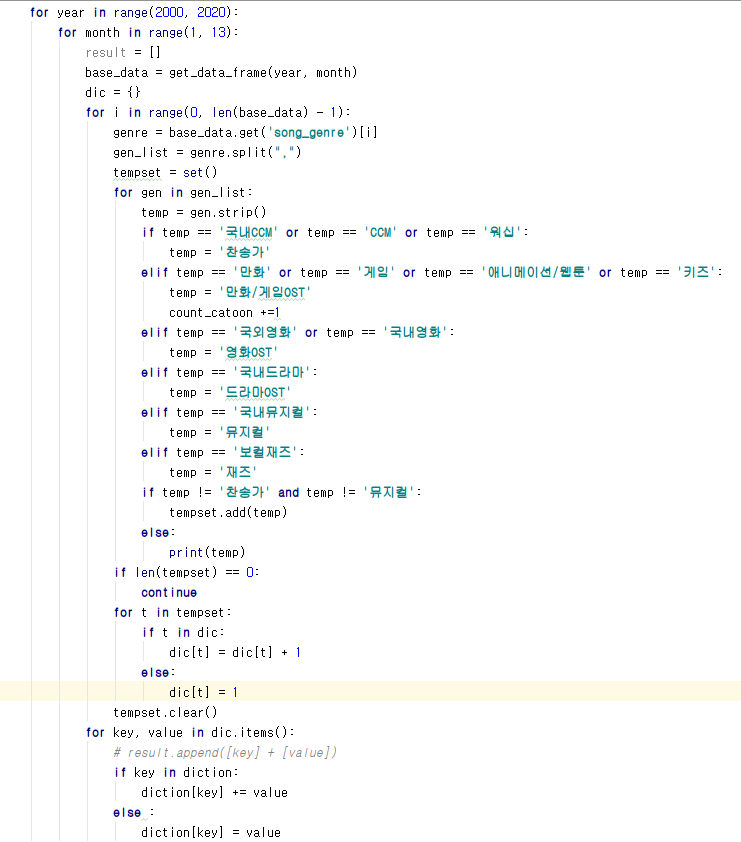 for year in range(2000, 2020):
    for month in range(1, 13):
        result = []
        base_data = get_data_frame(year, month)
        dic = {}
        for i in range(0, len(base_data) - 1):
            genre = base_data.get('song_genre')[i]
            gen_list = genre.split(",")
            tempset = set()
            for gen in gen_list:
                temp = gen.strip()
                if temp == '국내CCM' or temp == 'CCM' or temp == '워십':
                    temp = '찬송가'
                elif temp == '만화' or temp == '게임' or temp == '애니메이션/웹툰' or temp == '키즈':
                    temp = '만화/게임OST'
                    count_catoon +=1
                elif temp == '국외영화' or temp == '국내영화':
                    temp = '영화OST'
                elif temp == '국내드라마':
                    temp = '드라마OST'
                elif temp == '국내뮤지컬':
                    temp = '뮤지컬'
                elif temp == '보컬재즈':
                    temp = '재즈'
                if temp != '찬송가' and temp != '뮤지컬':
                    tempset.add(temp)
                else:
                    print(temp)
            if len(tempset) == 0:
                continue
            for t in tempset:
                if t in dic:
                    dic[t] = dic[t] + 1
                else:
                    dic[t] = 1
            tempset.clear()
        for key, value in dic.items():
            # result.append([key] + [value])
            if key in diction:
                diction[key] += value
            else :
                diction[key] = value